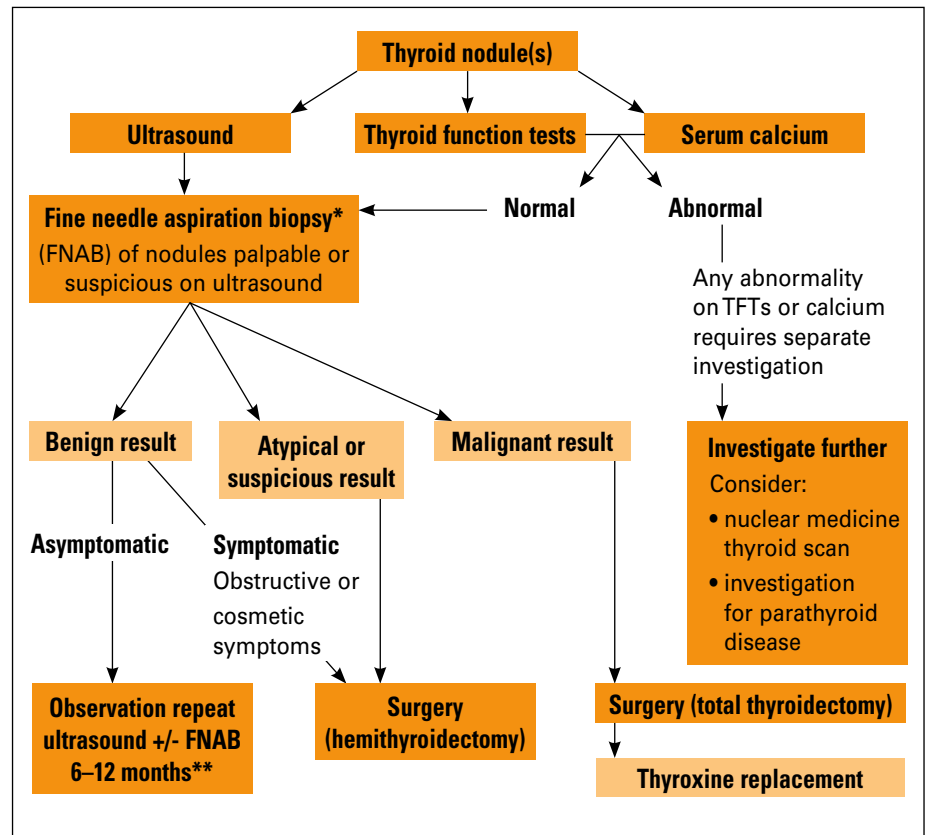 Thyroid nodule(s)
Ultrasound
Thyroid function tests
Serum calcium
Fine needle aspiration biopsy*
(FNAB) of nodules palpable or
suspicious on ultrasound
Normal
Abnormal
Any abnormality
on TFTs or calcium
requires separate
investigation
Benign result
Atypical or
suspicious result
Malignant result
Investigate further
Consider:
• nuclear medicine
thyroid scan
• investigation
for parathyroid
disease
Asymptomatic
Symptomatic
Obstructive or
cosmetic
symptoms
Observation repeat
ultrasound +/- FNAB
6–12 months**
Surgery
(hemithyroidectomy)
Surgery (total thyroidectomy)
Thyroxine replacement